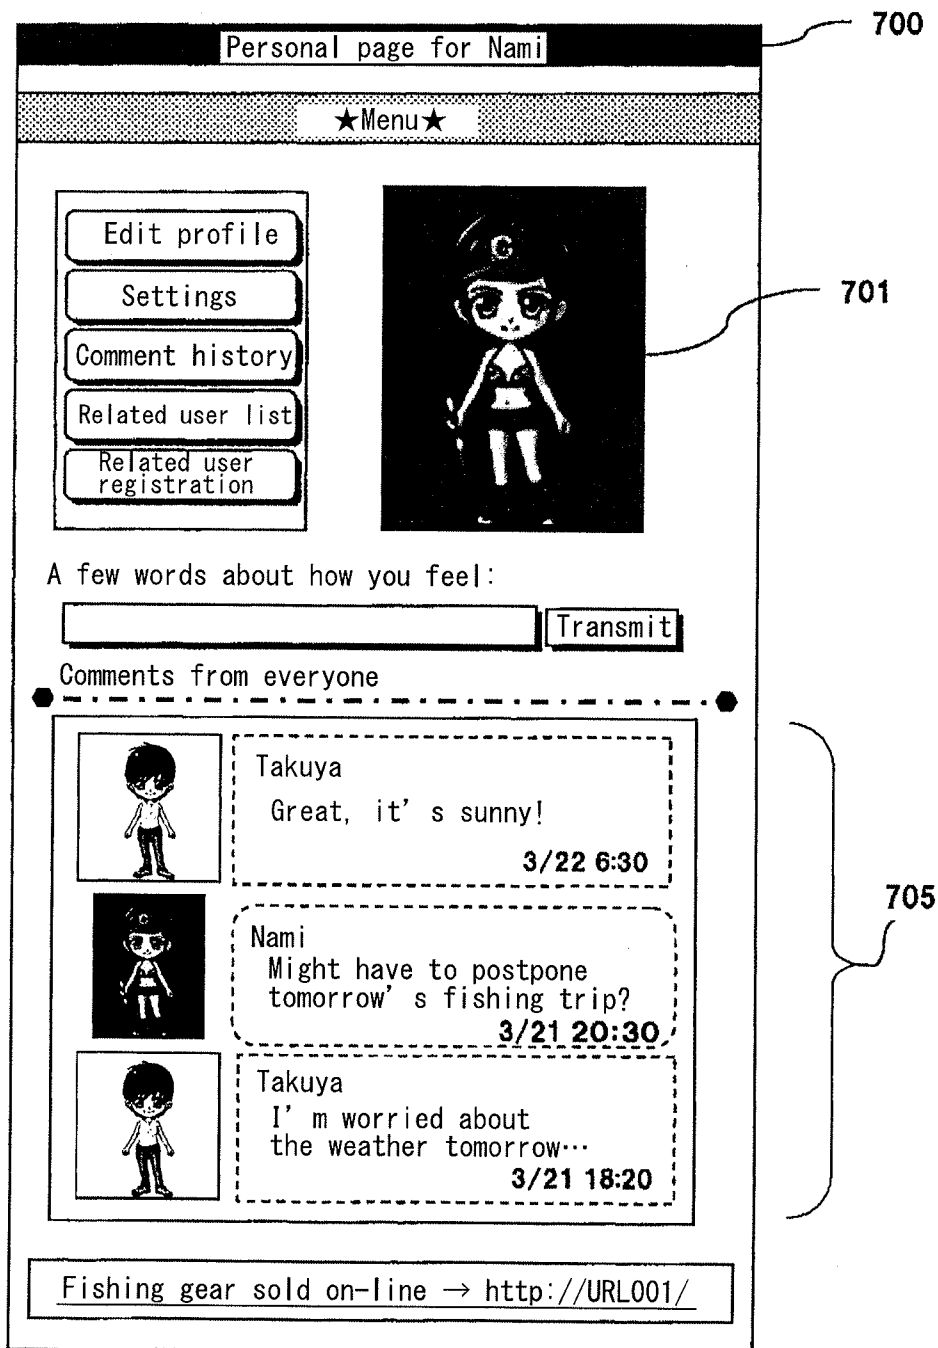 700
Personal page for Nami
★Menu★
Edit profile
Settings
Comment history
Related user list
Related user
registration
C
701
A few words about how you feel:
Transmit
Comments from everyone
Takuya
Great, it's sunny!
3/22 6:30
C
Nami
Might have to postpone
tomorrow's fishing trip?
3/21 20:30
705
Takuya
I'm worried about
the weather tomorrow…
3/21 18:20
Fishing gear sold on-line → http://URL001/